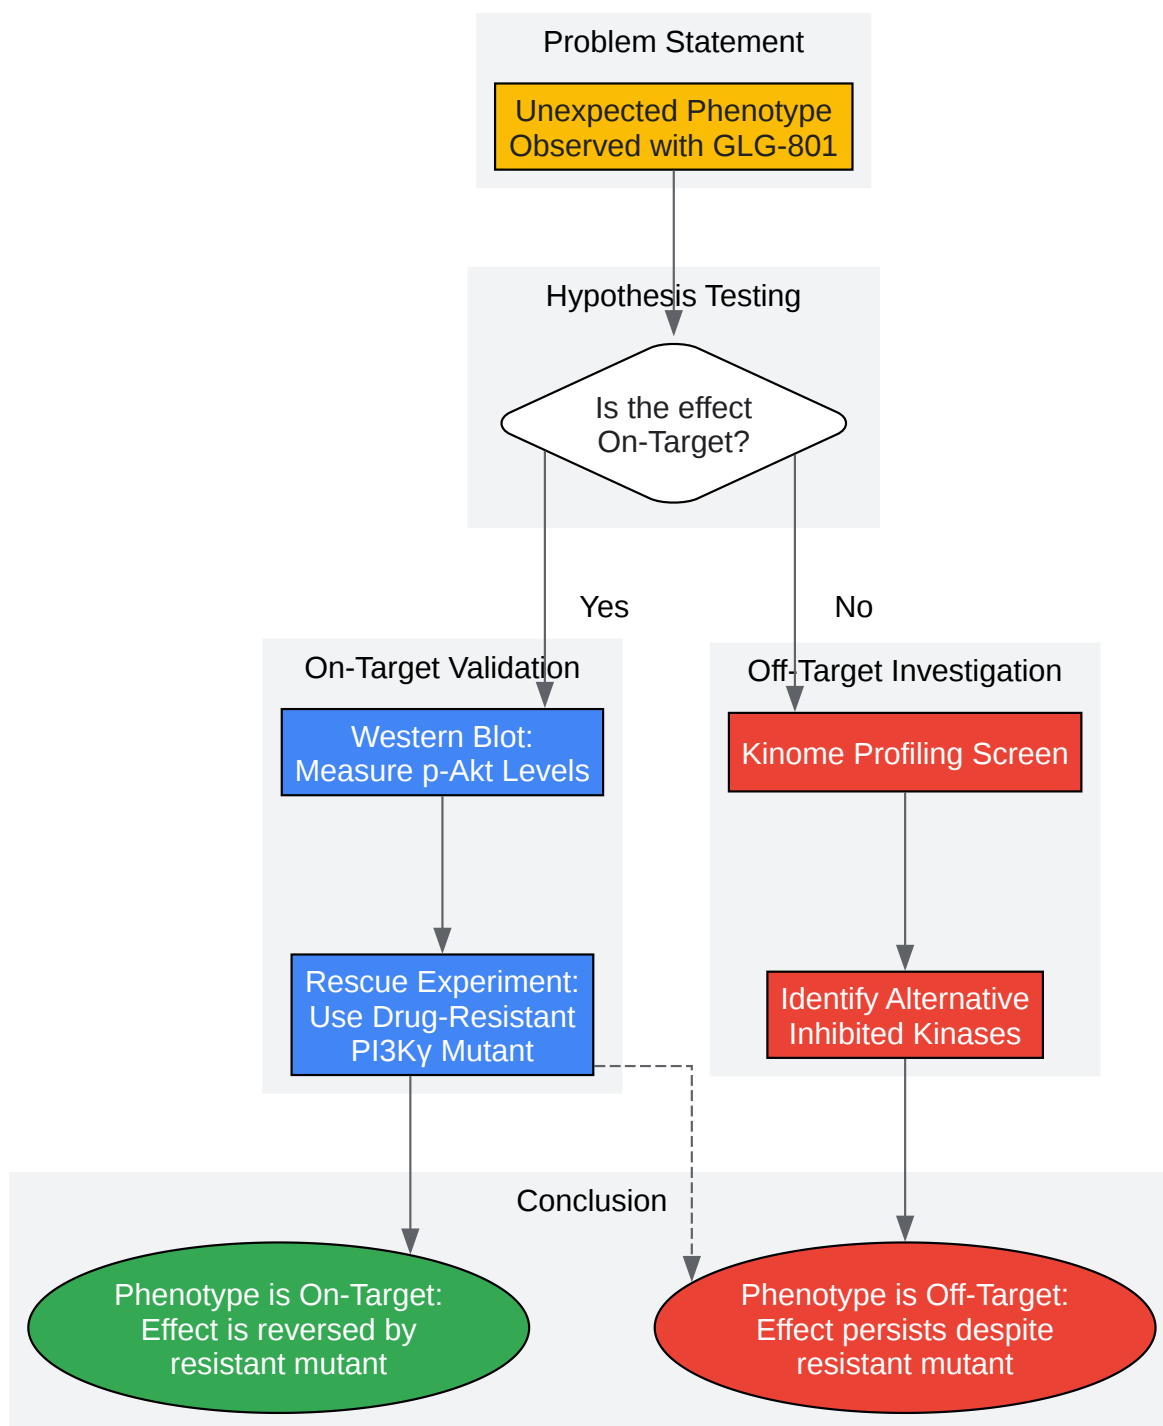 Problem Statement
Unexpected Phenotype
Observed with GLG-801
Hypothesis Testing
Is the effect
On-Target?
Yes
No
On-Target Validation
Western Blot:
Measure p-Akt Levels
Rescue Experiment:
Use Drug-Resistant
PI3Kγ Mutant
Off-Target Investigation
Kinome Profiling Screen
Identify Alternative
Inhibited Kinases
Conclusion
Phenotype is On-Target:
Effect is reversed by
resistant mutant
Phenotype is Off-Target:
Effect persists despite
resistant mutant